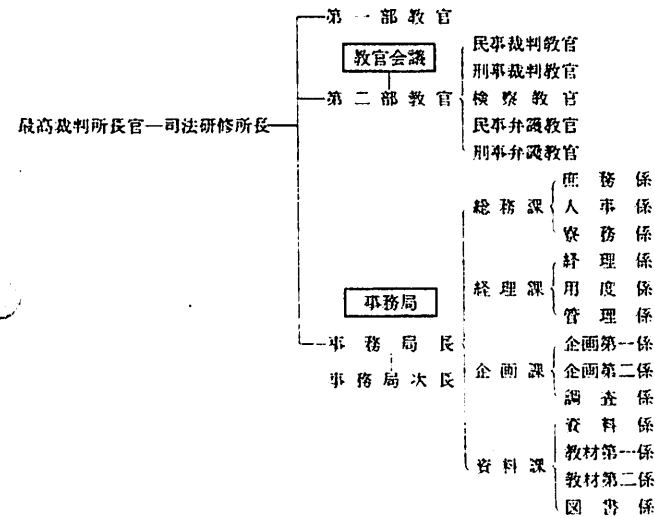 第一部教官
教官会議
民事裁判教官
刑事裁判教官
第二部教官
検察教官
最高裁判所長官―司法研修所長
民事弁護教官
刑事弁護教官
庶務係
総務課
人事係
寮務係
経理係
事務局
経理課
用度係
管理係
事務局長
企画第一係
事務局次長
企画課
企画第二係
調査係
資料係
教材第一係
資料課
教材第二係
図書係